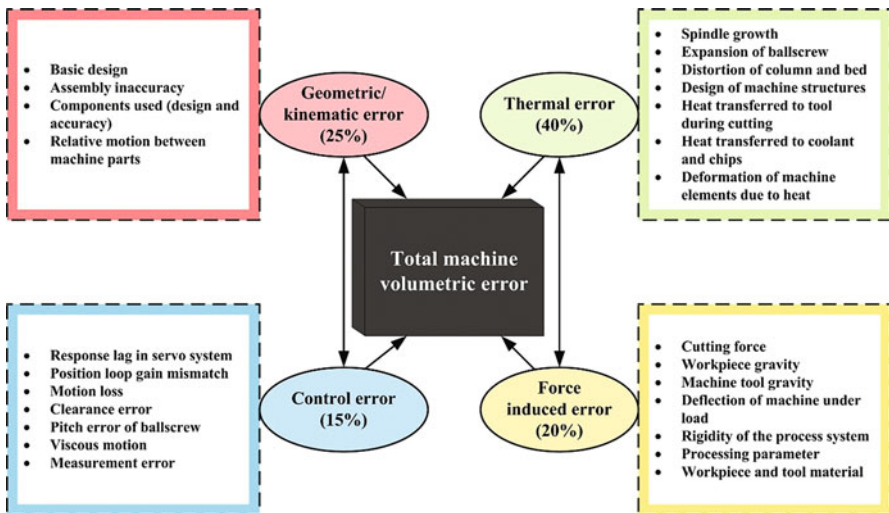 Basic design
Assembly inaccuracy
Components used (design and
accuracy)
Relative motion between
machine parts
Geometric/
kinematic error
(25%)
Thermal error
(40%)
Spindle growth
Expansion of ballscrew
Distortion of column and bed
Design of machine structures
Heat transferred to tool
during cutting
Heat transferred to coolant
and chips
Deformation of machine
elements due to heat
Total machine
volumetric error
Response lag in servo system
Position loop gain mismatch
Motion loss
Clearance error
Pitch error of ballscrew
Viscous motion
Measurement error
Control error
(15%)
Force
induced error
(20%)
Cutting force
Workpiece gravity
Machine tool gravity
Deflection of machine under
load
Rigidity of the process system
Processing parameter
Workpiece and tool material